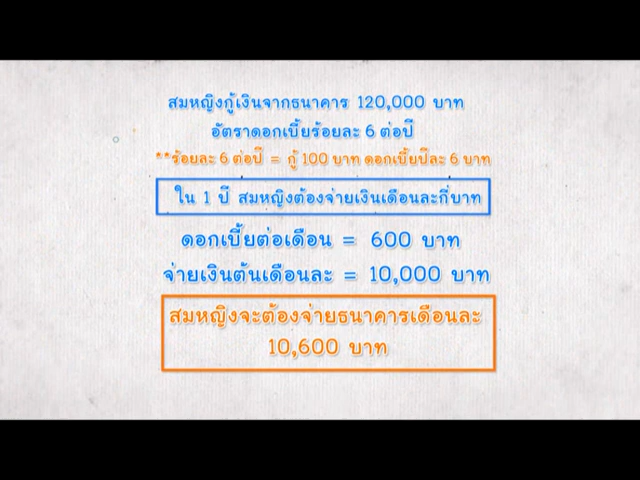 สมหญิงกู้เงินจากธนาคาร 120,000 บาท
อัตราดอกเบี้ยร้อยละ 6 ต่อปี
**ร้อยละ 6 ต่อปี = กู้ 100 บาท ดอกเบี้ยปีละ 6 บาท
ใน 1 ปี สมหญิงต้องจ่ายเงินเดือนละกี่บาท
ดอกเบี้ยต่อเดือน = 600 บาท
จ่ายเงินต้นเดือนละ = 10,000 บาท
สมหญิงจะต้องจ่ายธนาคารเดือนละ
10,600 บาท